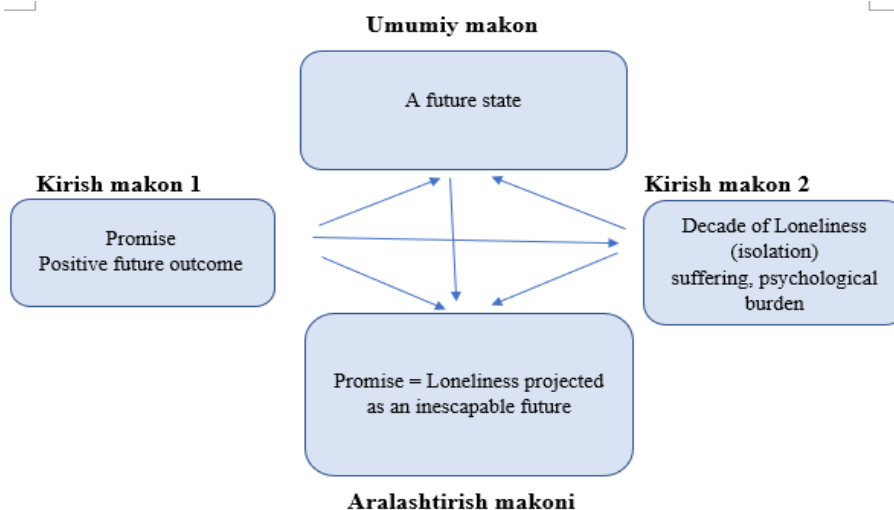 Umumiy makon
A future state
Kirish makon 1
Promise
Positive future outcome
Kirish makon 2
Decade of Loneliness
(isolation)
suffering, psychological
burden
Promise = Loneliness projected
as an inescapable future
Aralashtirish makoni